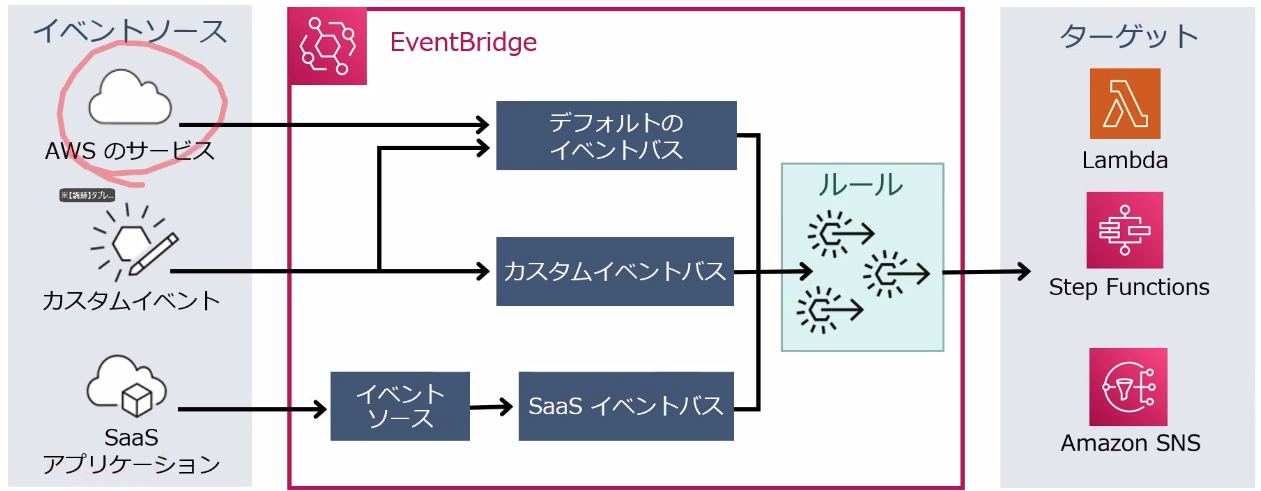 イベントソース
AWS のサービス
※【講師】タブレ...
カスタムイベント
SaaS
アプリケーション
EventBridge
デフォルトの
イベントバス
カスタムイベントバス
イベント
ソース
SaaS イベントバス
ルール
ターゲット
Lambda
Step Functions
Amazon SNS